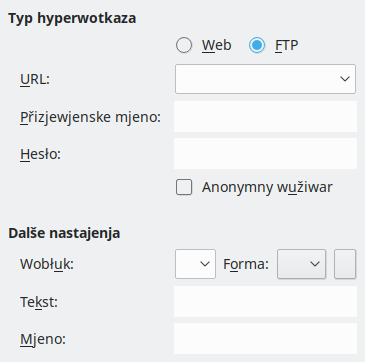 Typ hyperwotkaza
Web FTP
URL:
Přizjewjenske mjeno:
Hesło:
Anonymny wužiwar
Dalše nastajenja
Wobłuk: Forma:
Tekst:
Mjeno: